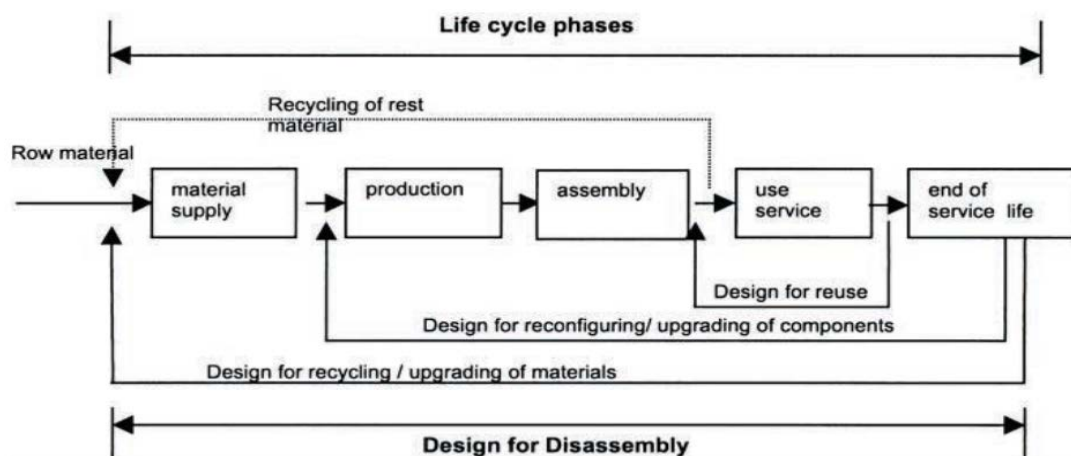 Life cycle phases
Recycling of rest
material
Row material
material
supply
production
assembly
use
service
end of
service life
Design for reuse
Design for reconfiguring/ upgrading of components
Design for recycling / upgrading of materials
Design for Disassembly